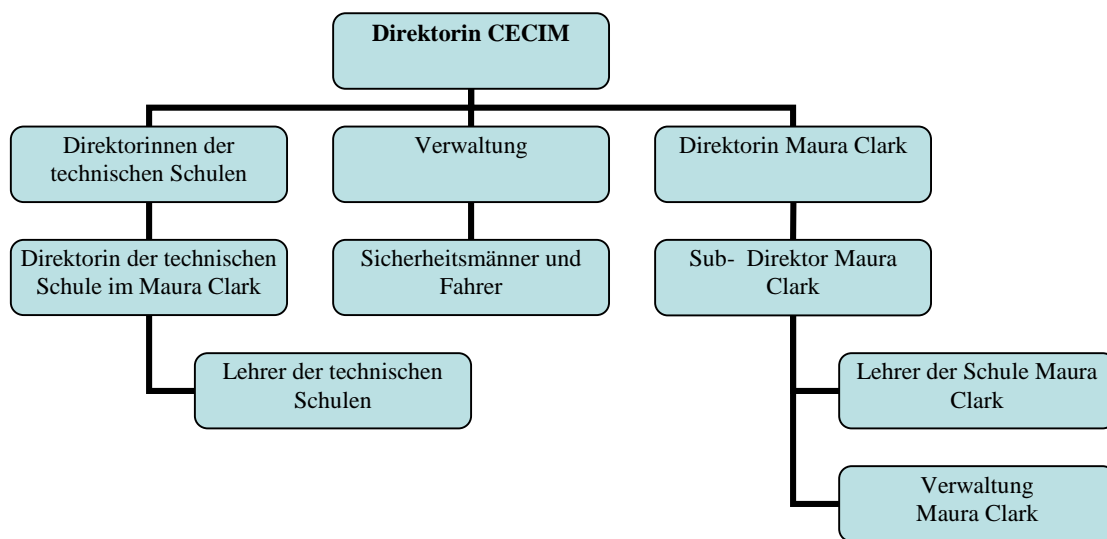 Direktorin CECIM
Direktorinnen der
technischen Schulen
Verwaltung
Direktorin Maura Clark
Direktorin der technischen
Schule im Maura Clark
Sicherheitsmänner und
Fahrer
Sub- Direktor Maura
Clark
Lehrer der technischen
Schulen
Lehrer der Schule Maura
Clark
Verwaltung
Maura Clark